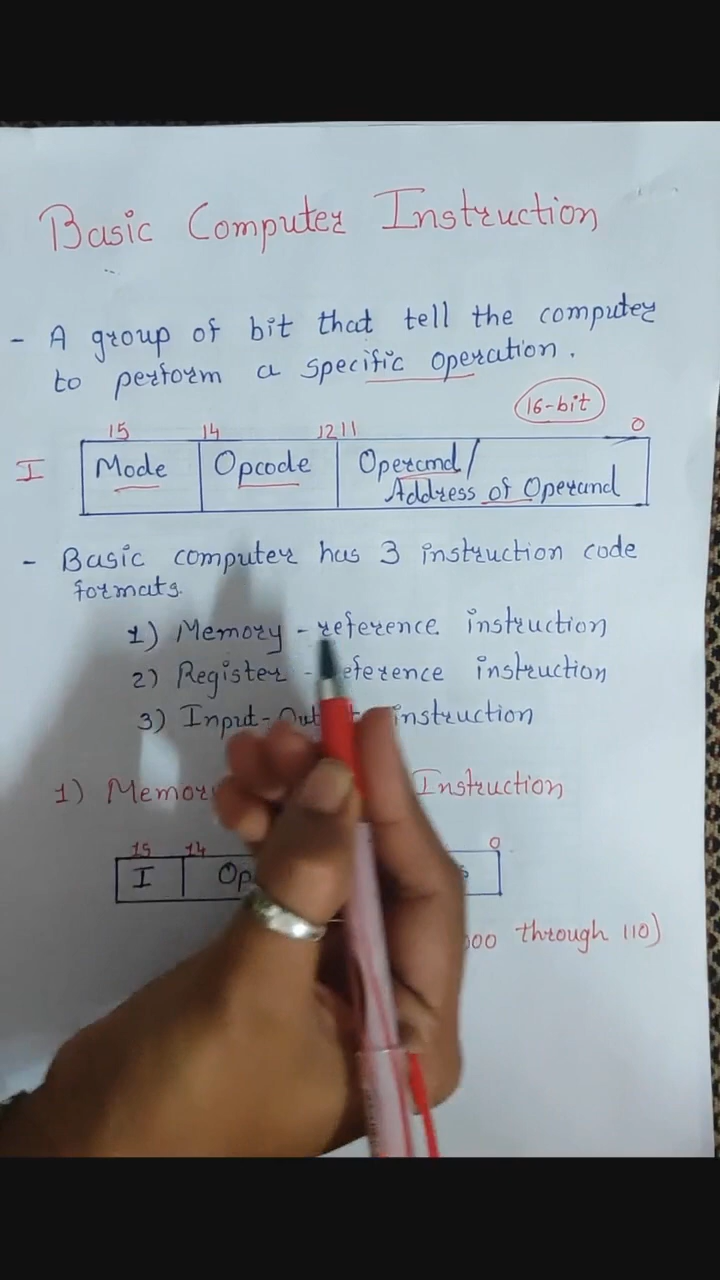 Basic Computer Instruction
- A group of bit that tell the computer
to perform a specific operation.
16-bit
15 14 12 11 0
I Mode Opcode Operand/
Address of Operand
- Basic computer has 3 instruction code
formats.
1) Memory-reference instruction
2) Register - instruction
3) Input- instruction
1) Instruction
15 14 0
I
through 110)